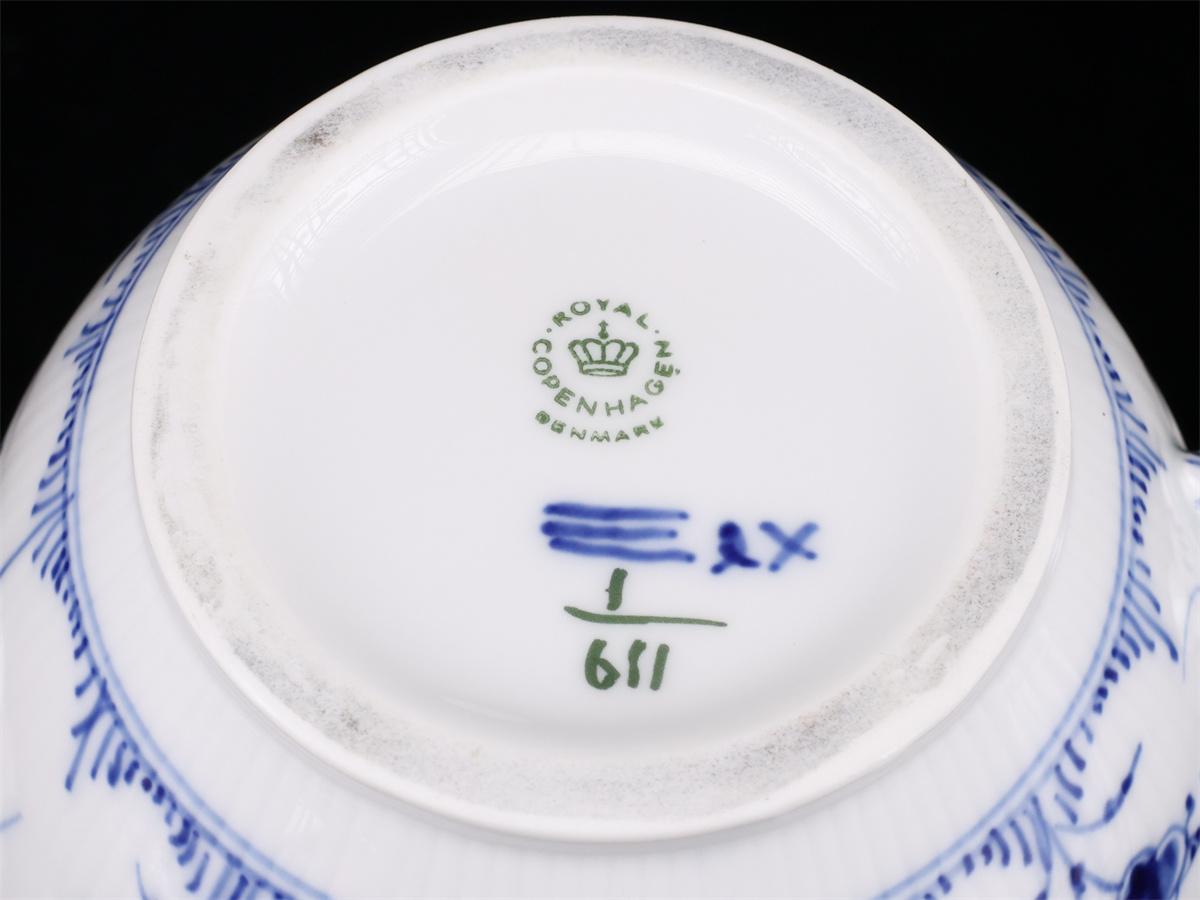 ROYAL
COPENHAGEN
DENMARK
1
611